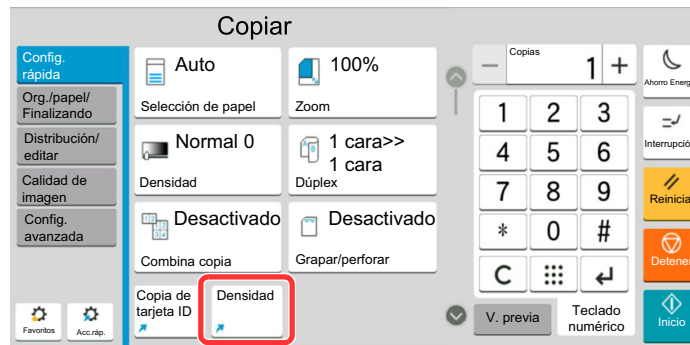 Copiar
Config.
rápida
Org./papel/
Finalizando
Distribución/
editar
Calidad de
imagen
Config.
avanzada
Favoritos
Acc.ráp.
Auto
Selección de papel
100%
Zoom
Normal 0
Densidad
1 cara>>
1 cara
Dúplex
Desactivado
Combina copia
Desactivado
Grapar/perforar
Copia de
tarjeta ID
Densidad
Copias
− 1 +
1 2 3
4 5 6
7 8 9
* 0 #
C
V. previa
Teclado
numérico
Ahorro Energ
Interrupció
Reinicia
Detener
Inicio